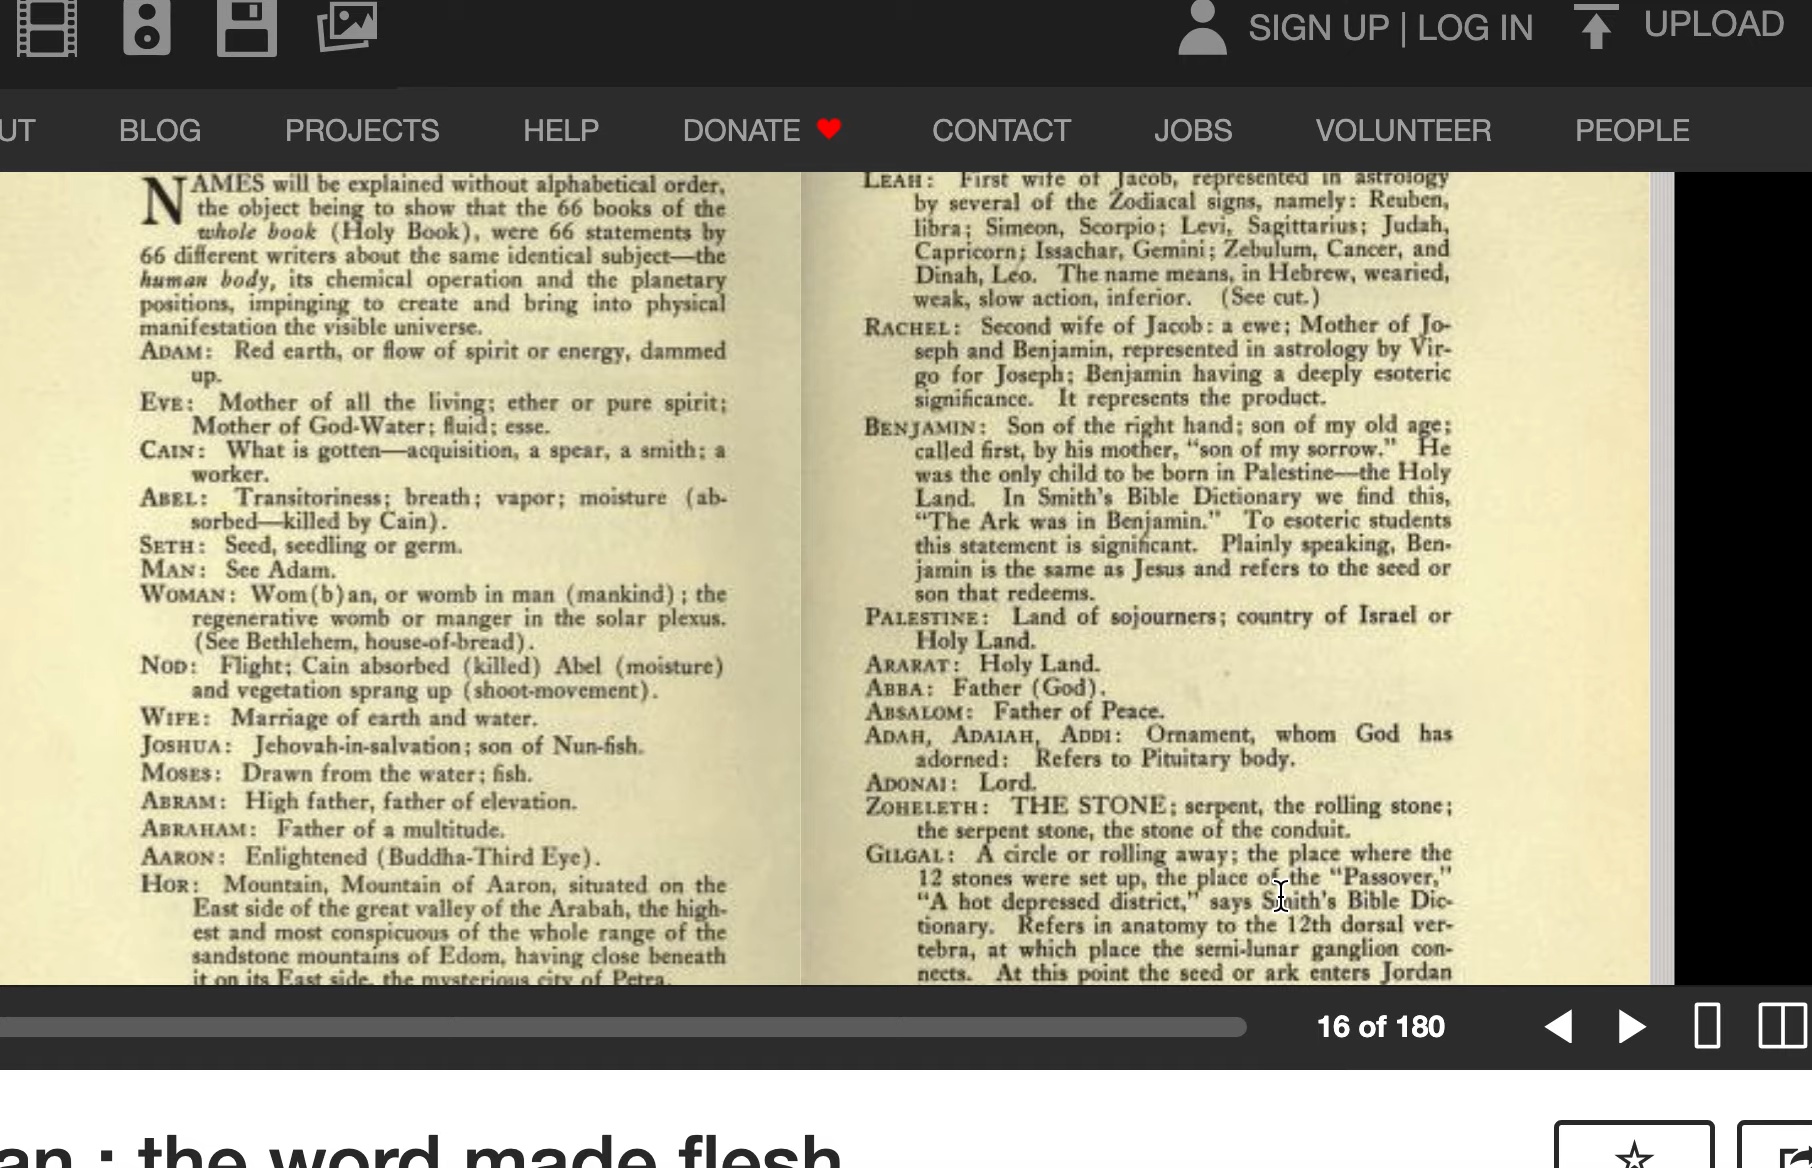 SIGN UP | LOG IN
UPLOAD
UT
BLOG
PROJECTS
HELP
DONATE
CONTACT
JOBS
VOLUNTEER
PEOPLE
NAMES will be explained without alphabetical order,
the object being to show that the 66 books of the
whole book (Holy Book), were 66 statements by
66 different writers about the same identical subject—the
human body, its chemical operation and the planetary
positions, impinging to create and bring into physical
manifestation the visible universe.
ADAM: Red earth, or flow of spirit or energy, dammed
up.
EVE: Mother of all the living; ether or pure spirit;
Mother of God-Water; fluid; esse.
CAIN: What is gotten—acquisition, a spear, a smith; a
worker.
ABEL: Transitoriness; breath; vapor; moisture (ab-
sorbed—killed by Cain).
SETH: Seed, seedling or germ.
MAN: See Adam.
WOMAN: Wom(b)an, or womb in man (mankind); the
regenerative womb or manger in the solar plexus.
(See Bethlehem, house-of-bread).
NOD: Flight; Cain absorbed (killed) Abel (moisture)
and vegetation sprang up (shoot-movement).
WIFE: Marriage of earth and water.
JOSHUA: Jehovah-in-salvation; son of Nun-fish.
MOSES: Drawn from the water; fish.
ABRAM: High father, father of elevation.
ABRAHAM: Father of a multitude.
AARON: Enlightened (Buddha-Third Eye).
HOR: Mountain, Mountain of Aaron, situated on the
East side of the great valley of the Arabah, the high-
est and most conspicuous of the whole range of the
sandstone mountains of Edom, having close beneath
it on its East side, the mysterious city of Petra.
LEAH: First wife of Jacob, represented in astrology
by several of the Zodiacal signs, namely: Reuben,
libra; Simeon, Scorpio; Levi, Sagittarius; Judah,
Capricorn; Issachar, Gemini; Zebulum, Cancer, and
Dinah, Leo. The name means, in Hebrew, wearied,
weak, slow action, inferior. (See cut.)
RACHEL: Second wife of Jacob: a ewe; Mother of Jo-
seph and Benjamin, represented in astrology by Vir-
go for Joseph; Benjamin having a deeply esoteric
significance. It represents the product.
BENJAMIN: Son of the right hand; son of my old age;
called first, by his mother, "son of my sorrow." He
was the only child to be born in Palestine—the Holy
Land. In Smith's Bible Dictionary we find this,
"The Ark was in Benjamin." To esoteric students
this statement is significant. Plainly speaking, Ben-
jamin is the same as Jesus and refers to the seed or
son that redeems.
PALESTINE: Land of sojourners; country of Israel or
Holy Land.
ARARAT: Holy Land.
ABBA: Father (God).
ABSALOM: Father of Peace.
ADAH, ADAIAH, ADDI: Ornament, whom God has
adorned: Refers to Pituitary body.
ADONAI: Lord.
ZOHELETH: THE STONE; serpent, the rolling stone;
the serpent stone, the stone of the conduit.
GILGAL: A circle or rolling away; the place where the
12 stones were set up, the place of the "Passover,"
"A hot depressed district," says Smith's Bible Dic-
tionary. Refers in anatomy to the 12th dorsal ver-
tebra, at which place the semi-lunar ganglion con-
nects. At this point the seed or ark enters Jordan
16 of 180
an : the word made flesh